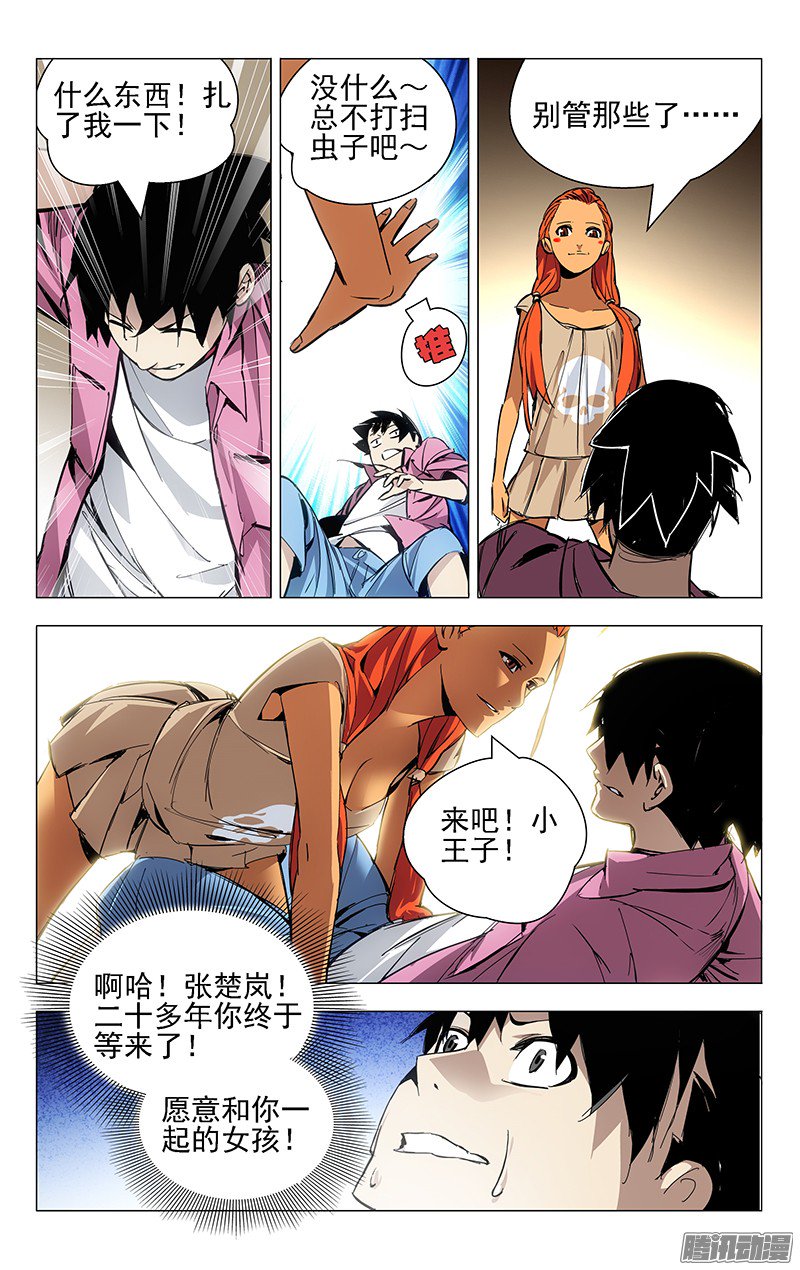 什么东西！扎
了我一下！
没什么～
总不打扫
虫子吧～
推
别管那些了……
来吧！小
王子！
啊哈！张楚岚！
二十多年你终于
等来了！
愿意和你一
起的女孩！
腾讯动漫